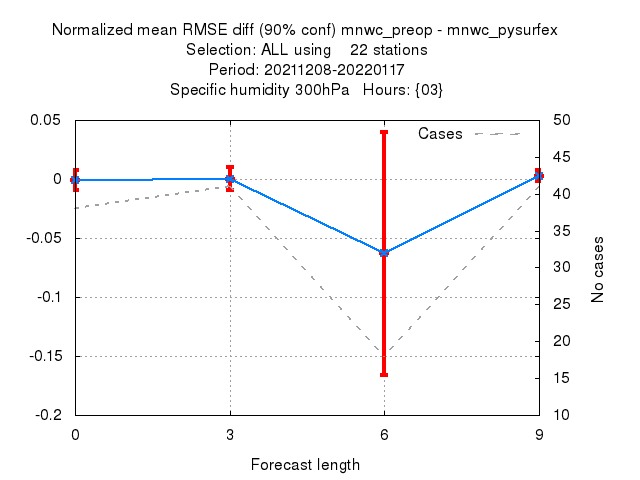 Normalized mean RMSE diff (90% conf) mnwc_preop - mnwc_pysurfex
Selection: ALL using    22 stations
Period: 20211208-20220117
Specific humidity 300hPa   Hours: {03}
0.05
50
Cases
45
0
40
35
-0.05
30
No cases
-0.1
25
20
-0.15
15
-0.2
10
0
3
6
9
Forecast length